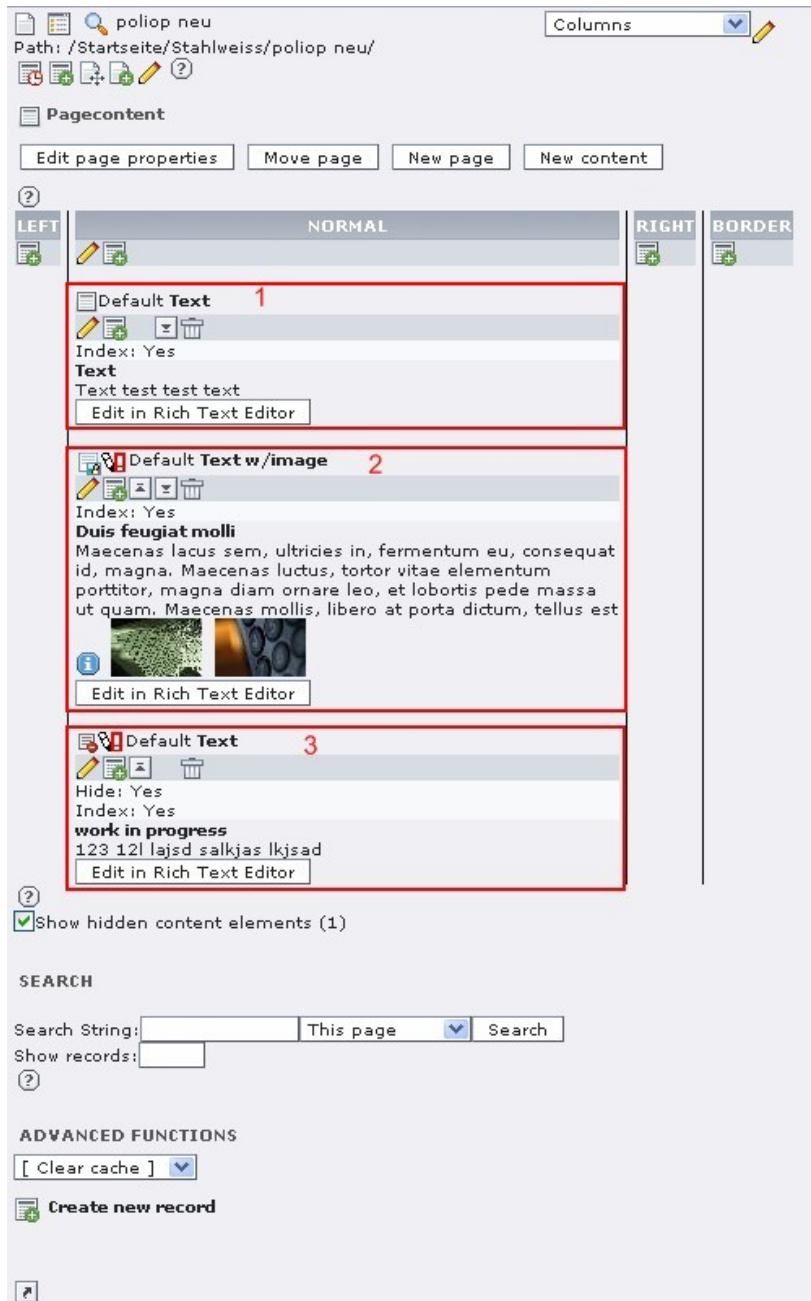 poliop neu
Columns
Path: /Startseite/Stahlweiss/poliop neu/
Pagecontent
Edit page properties Move page New page New content
LEFT NORMAL RIGHT BORDER
Default Text 1
Index: Yes
Text
Text test test text
Edit in Rich Text Editor
Default Text w/image 2
Index: Yes
Duis feugiat molli
Maecenas lacus sem, ultricies in, fermentum eu, consequat
id, magna. Maecenas luctus, tortor vitae elementum
porttitor, magna diam ornare leo, et lobortis pede massa
ut quam. Maecenas mollis, libero at porta dictum, tellus est
Edit in Rich Text Editor
Default Text 3
Hide: Yes
Index: Yes
work in progress
123 12l lajsd salkjas lkjsad
Edit in Rich Text Editor
Show hidden content elements (1)
SEARCH
Search String: This page Search
Show records:
ADVANCED FUNCTIONS
[ Clear cache ]
Create new record